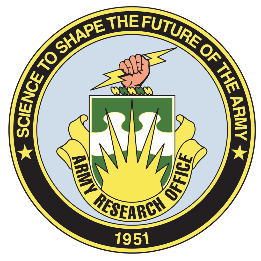 SCIENCE TO SHAPE THE FUTURE OF THE ARMY
ARMY RESEARCH OFFICE
1951